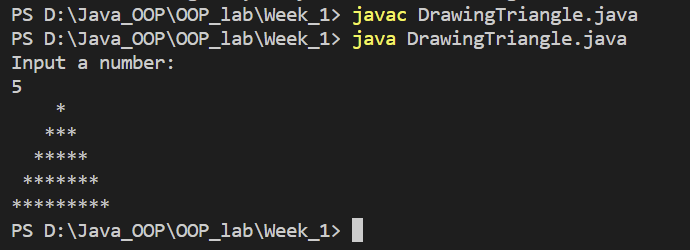 PS D:\Java_OOP\OOP_lab\Week_1> javac DrawingTriangle.java
PS D:\Java_OOP\OOP_lab\Week_1> java DrawingTriangle.java
Input a number:
5
    *
   ***
  *****
 *******
*********
PS D:\Java_OOP\OOP_lab\Week_1>